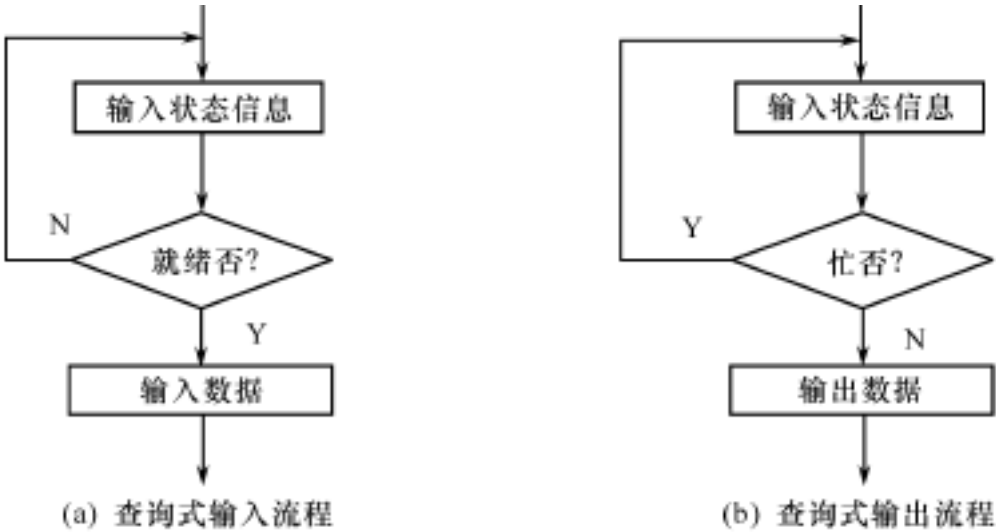 输入状态信息
N
就绪否?
Y
输入数据
(a) 查询式输入流程
输入状态信息
Y
忙否?
N
输出数据
(b) 查询式输出流程